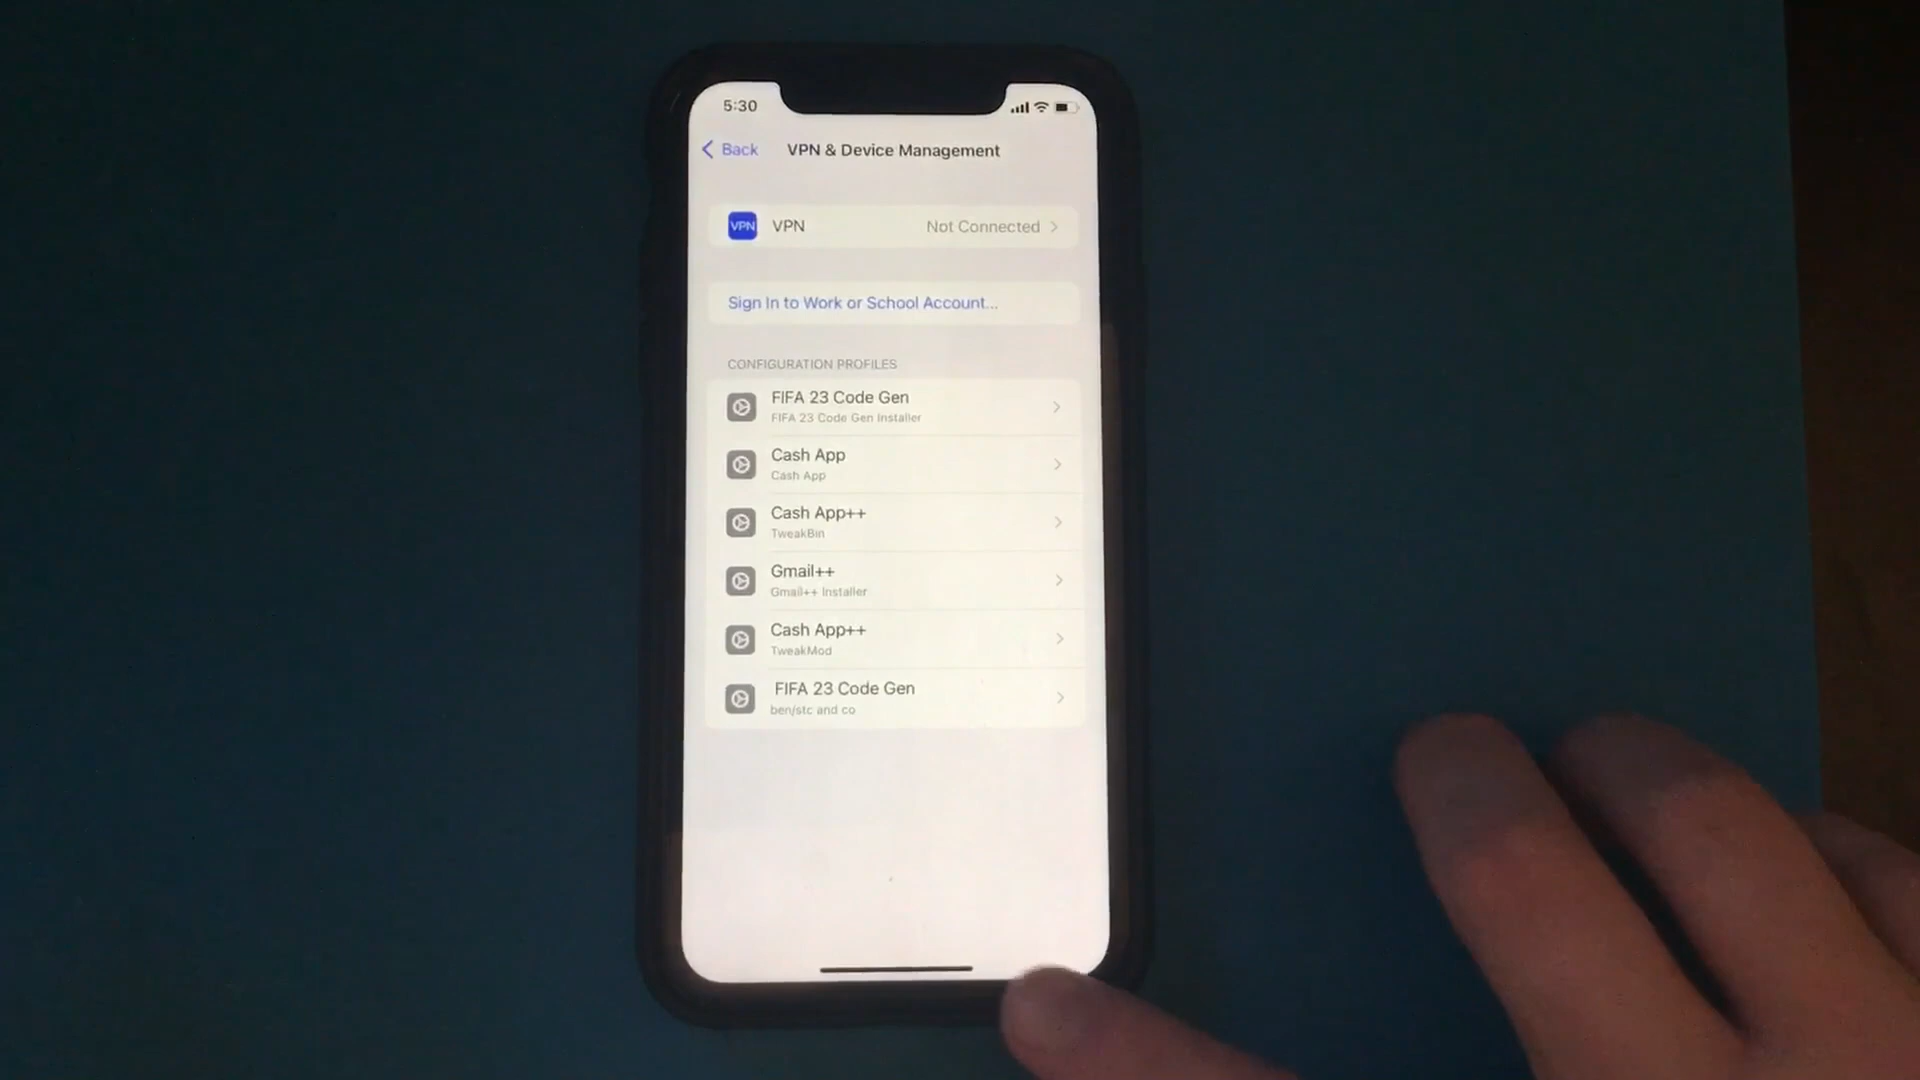 5:30
Back
VPN & Device Management
VPN
VPN
Not Connected
Sign In to Work or School Account...
CONFIGURATION PROFILES
FIFA 23 Code Gen
FIFA 23 Code Gen Installer
Cash App
Cash App
Cash App++
TweakBin
Gmail++
Gmail++ Installer
Cash App++
TweakMod
FIFA 23 Code Gen
ben/stc and co